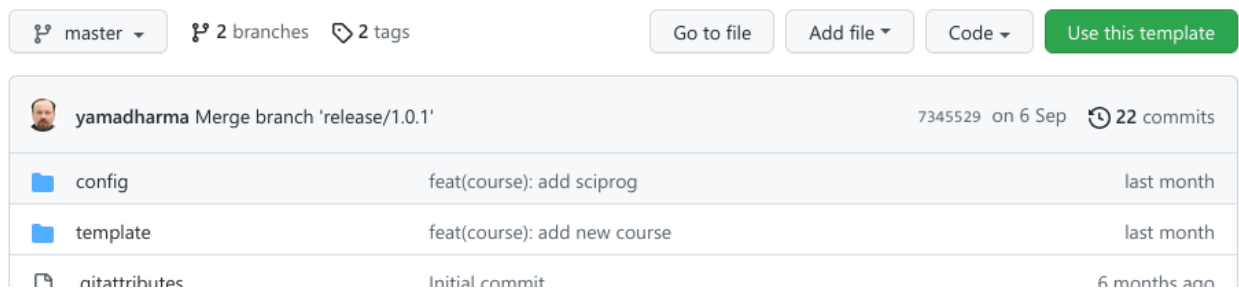 master 2 branches 2 tags Go to file Add file Code Use this template
yamadharma Merge branch 'release/1.0.1' 7345529 on 6 Sep 22 commits
config feat(course): add sciprog last month
template feat(course): add new course last month
.gitattributes Initial commit 6 months ago